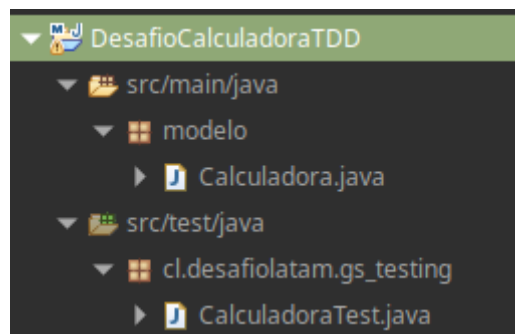 DesafioCalculadoraTDD
src/main/java
modelo
Calculadora.java
src/test/java
cl.desafiolatam.gs_testing
CalculadoraTest.java